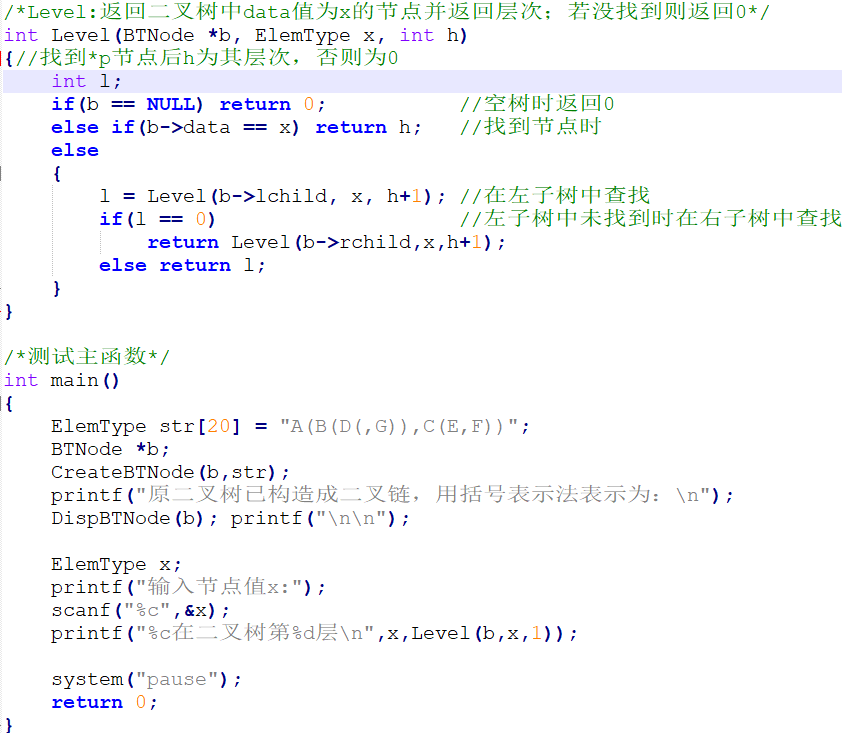 /*Level:返回二叉树中data值为x的节点并返回层次；若没找到则返回0*/
int Level(BTNode *b, ElemType x, int h)
{//找到*p节点后h为其层次，否则为0
    int l;
    if(b == NULL) return 0;           //空树时返回0
    else if(b->data == x) return h;   //找到节点时
    else
    {
        l = Level(b->lchild, x, h+1); //在左子树中查找
        if(l == 0)                    //左子树中未找到时在右子树中查找
            return Level(b->rchild,x,h+1);
        else return l;
    }
}

/*测试主函数*/
int main()
{
    ElemType str[20] = "A(B(D(,G)),C(E,F))";
    BTNode *b;
    CreateBTNode(b,str);
    printf("原二叉树已构造成二叉链，用括号表示法表示为：\n");
    DispBTNode(b); printf("\n\n");

    ElemType x;
    printf("输入节点值x:");
    scanf("%c",&x);
    printf("%c在二叉树第%d层\n",x,Level(b,x,1));

    system("pause");
    return 0;
}